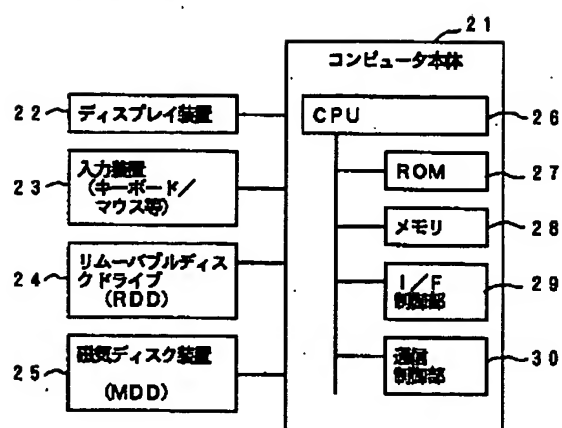 21
コンピュータ本体
22 ディスプレイ装置
CPU 26
23 入力装置
(キーボード/
マウス等)
ROM 27
メモリ 28
24 リムーバブルディス
クドライブ
(RDD)
I/F
制御部 29
25 磁気ディスク装置
(MDD)
通信
制御部 30